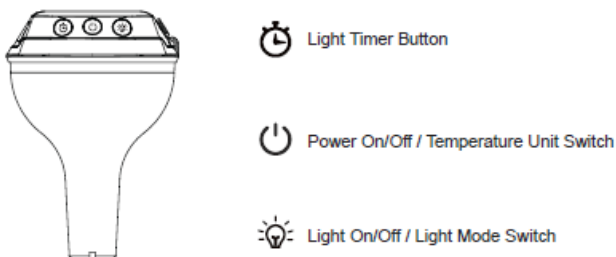 Light Timer Button
Power On/Off / Temperature Unit Switch
Light On/Off / Light Mode Switch